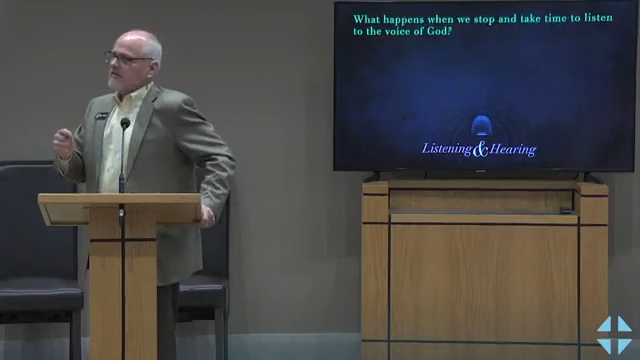 What happens when we stop and take time to listen
to the voice of God?
Listening & Hearing